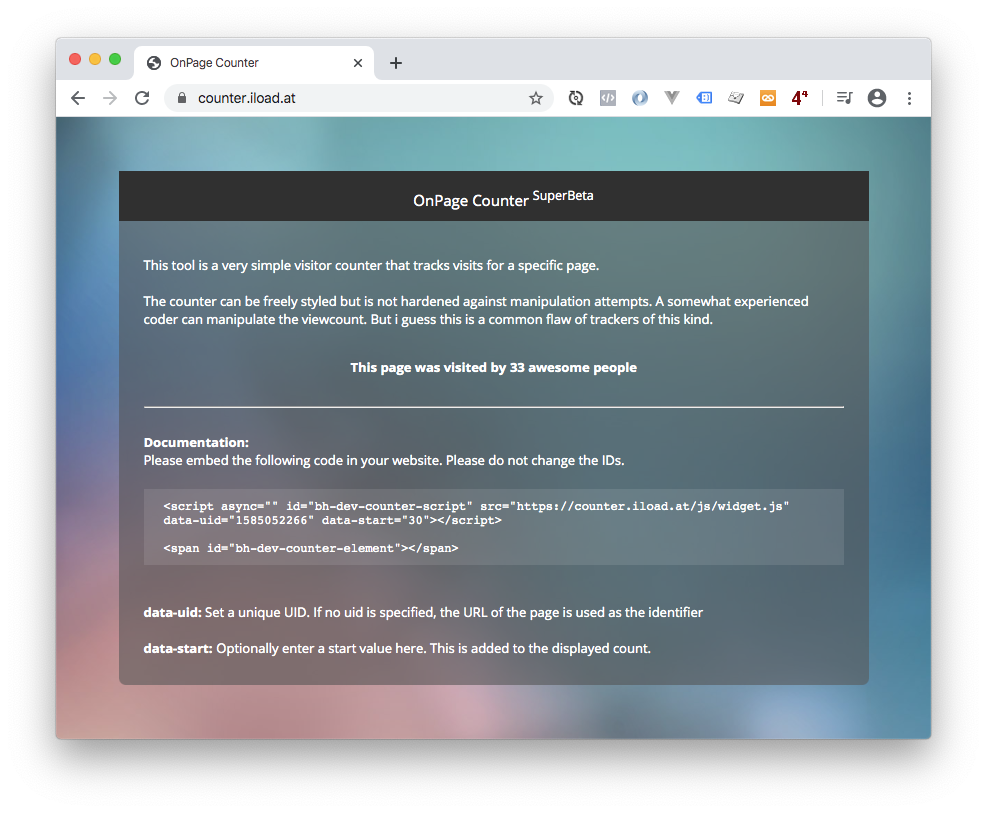 OnPage Counter
counter.iload.at
4⁴
OnPage Counter SuperBeta
This tool is a very simple visitor counter that tracks visits for a specific page.
The counter can be freely styled but is not hardened against manipulation attempts. A somewhat experienced
coder can manipulate the viewcount. But i guess this is a common flaw of trackers of this kind.
This page was visited by 33 awesome people
Documentation:
Please embed the following code in your website. Please do not change the IDs.
<script async="" id="bh-dev-counter-script" src="https://counter.iload.at/js/widget.js"
data-uid="1585052266" data-start="30"></script>
<span id="bh-dev-counter-element"></span>
data-uid: Set a unique UID. If no uid is specified, the URL of the page is used as the identifier
data-start: Optionally enter a start value here. This is added to the displayed count.